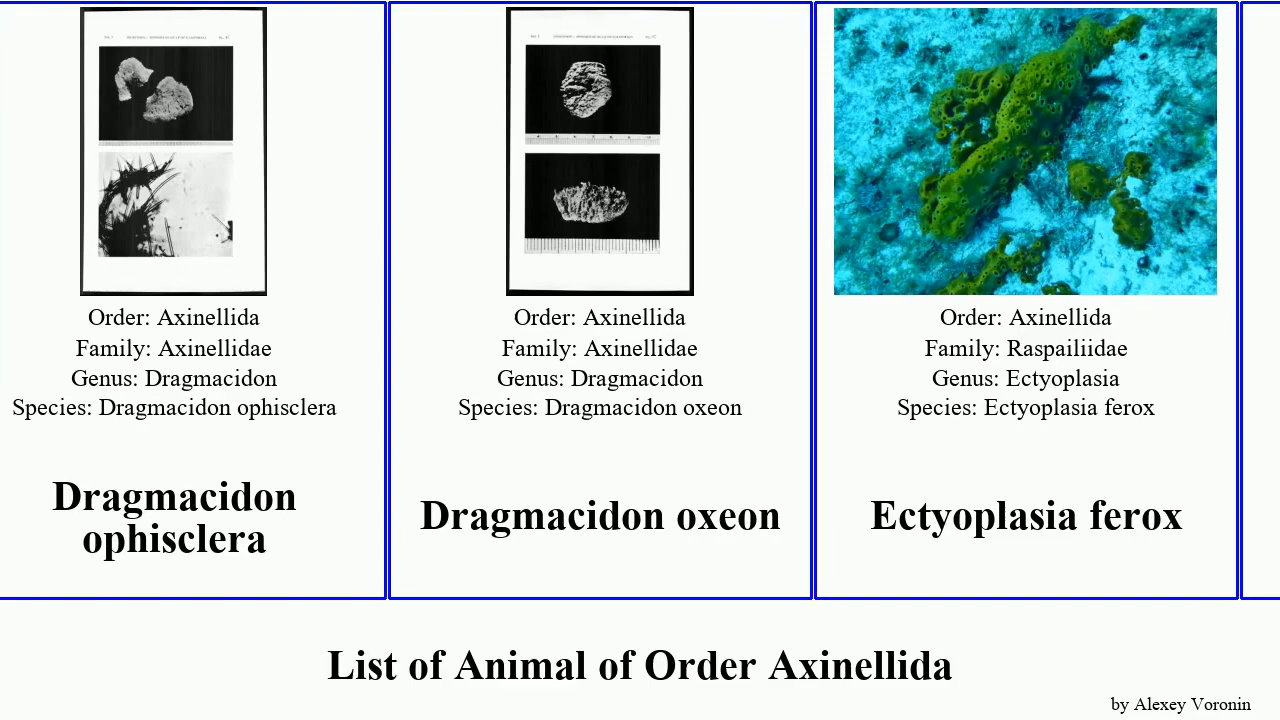 Order: Axinellida
Family: Axinellidae
Genus: Dragmacidon
Species: Dragmacidon ophisclera
Dragmacidon
ophisclera
Order: Axinellida
Family: Axinellidae
Genus: Dragmacidon
Species: Dragmacidon oxeon
Dragmacidon oxeon
Order: Axinellida
Family: Raspailiidae
Genus: Ectyoplasia
Species: Ectyoplasia ferox
Ectyoplasia ferox
List of Animal of Order Axinellida
by Alexey Voronin